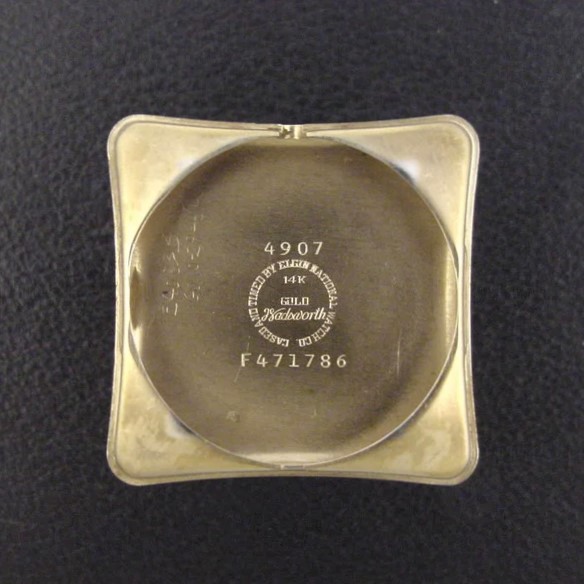 4907
CASED AND TIMED BY ELGIN NATIONAL WATCH CO.
14K
GOLD
Wadsworth
F471786